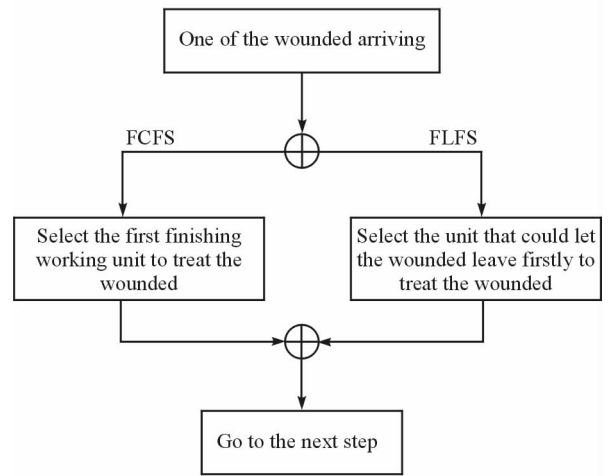 One of the wounded arriving
FCFS
FLFS
Select the first finishing
working unit to treat the
wounded
Select the unit that could let
the wounded leave firstly to
treat the wounded
Go to the next step